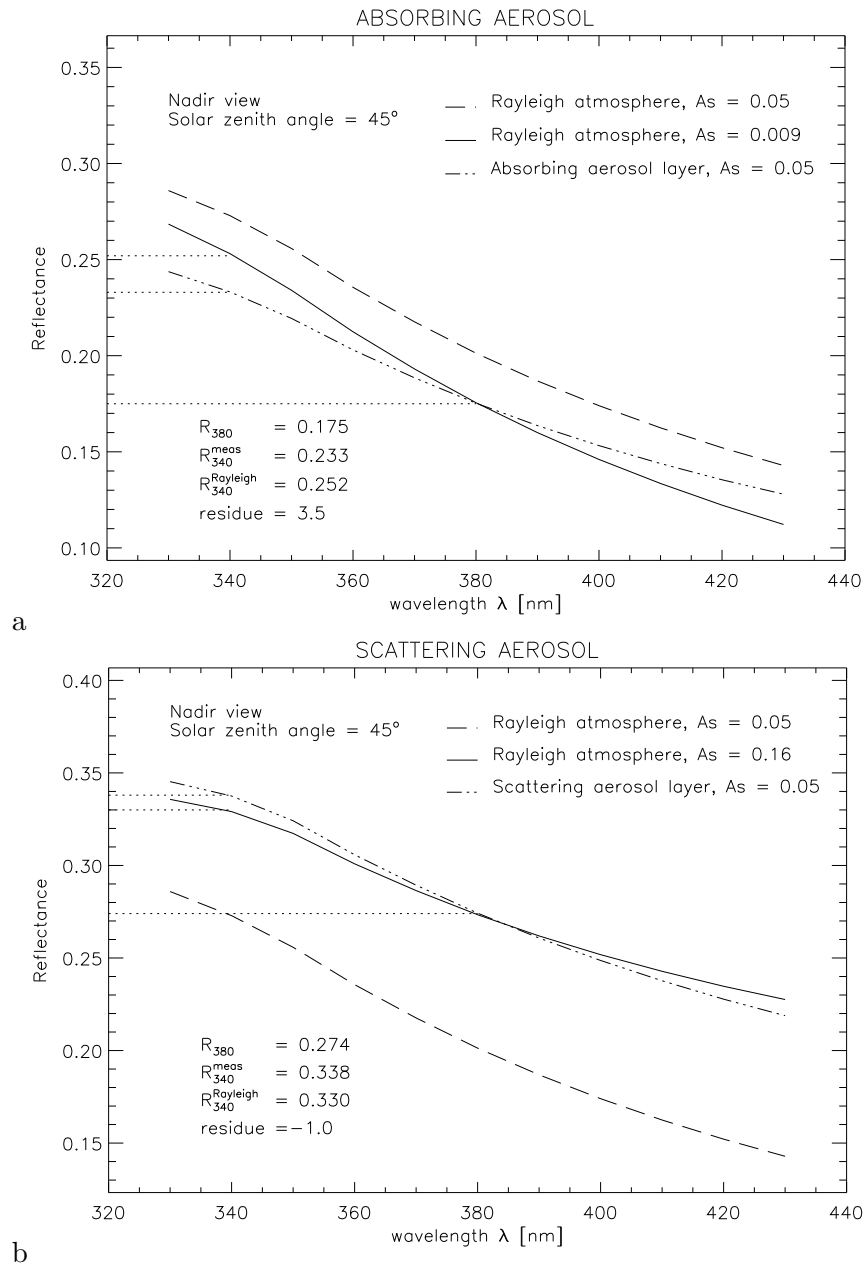 ABSORBING AEROSOL
Nadir view
Solar zenith angle = 45°
Rayleigh atmosphere, As = 0.05
Rayleigh atmosphere, As = 0.009
Absorbing aerosol layer, As = 0.05
0.35
0.30
0.25
0.20
0.15
0.10
Reflectance
R380 = 0.175
R340meas = 0.233
R340Rayleigh = 0.252
residue = 3.5
320 340 360 380 400 420 440
wavelength λ [nm]
a
SCATTERING AEROSOL
Nadir view
Solar zenith angle = 45°
Rayleigh atmosphere, As = 0.05
Rayleigh atmosphere, As = 0.16
Scattering aerosol layer, As = 0.05
0.40
0.35
0.30
0.25
0.20
0.15
Reflectance
R380 = 0.274
R340meas = 0.338
R340Rayleigh = 0.330
residue =−1.0
320 340 360 380 400 420 440
wavelength λ [nm]
b